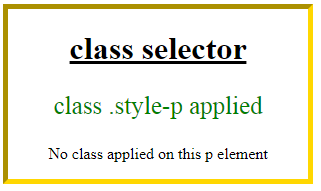 class selector
class .style-p applied
No class applied on this p element